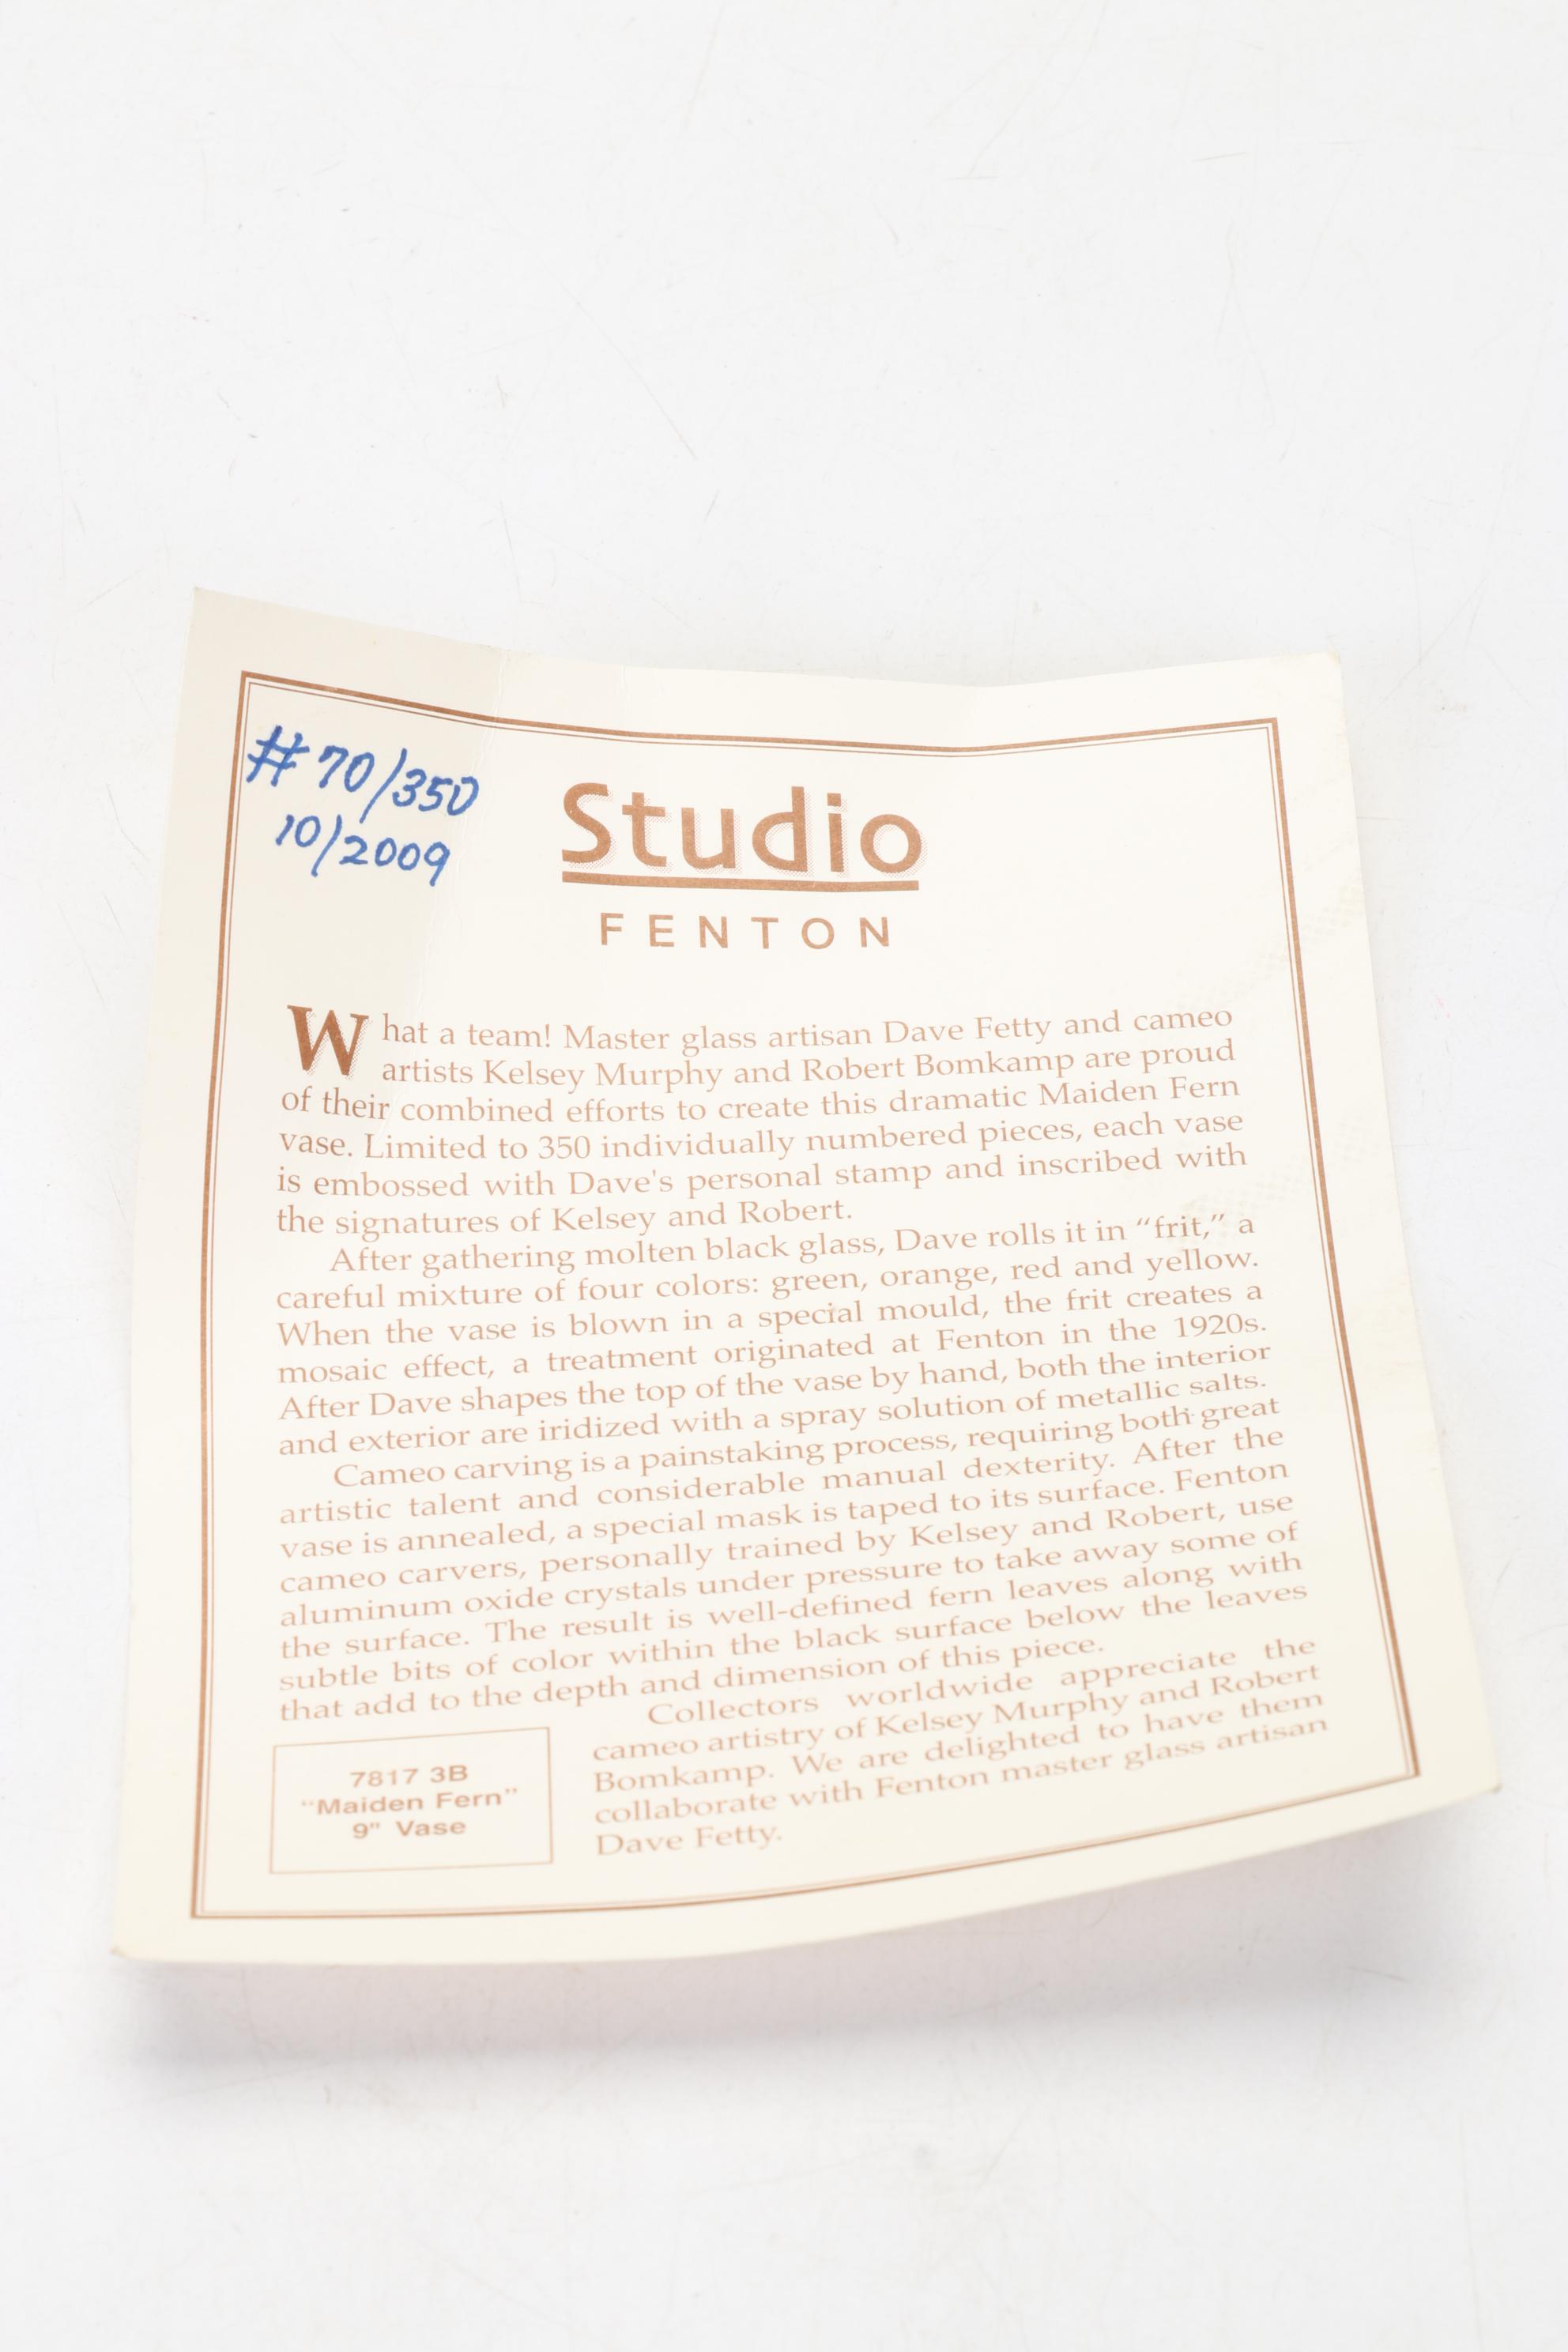 #70/350
10/2009
Studio
FENTON
What a team! Master glass artisan Dave Fetty and cameo
artists Kelsey Murphy and Robert Bomkamp are proud
of their combined efforts to create this dramatic Maiden Fern
vase. Limited to 350 individually numbered pieces, each vase
is embossed with Dave's personal stamp and inscribed with
the signatures of Kelsey and Robert.
After gathering molten black glass, Dave rolls it in “frit,” a
careful mixture of four colors: green, orange, red and yellow.
When the vase is blown in a special mould, the frit creates a
mosaic effect, a treatment originated at Fenton in the 1920s.
After Dave shapes the top of the vase by hand, both the interior
and exterior are iridized with a spray solution of metallic salts.
Cameo carving is a painstaking process, requiring both great
artistic talent and considerable manual dexterity. After the
vase is annealed, a special mask is taped to its surface. Fenton
cameo carvers, personally trained by Kelsey and Robert, use
aluminum oxide crystals under pressure to take away some of
the surface. The result is well-defined fern leaves along with
subtle bits of color within the black surface below the leaves
that add to the depth and dimension of this piece.
Collectors worldwide appreciate the
cameo artistry of Kelsey Murphy and Robert
Bomkamp. We are delighted to have them
collaborate with Fenton master glass artisan
Dave Fetty.
7817 3B
"Maiden Fern"
9" Vase